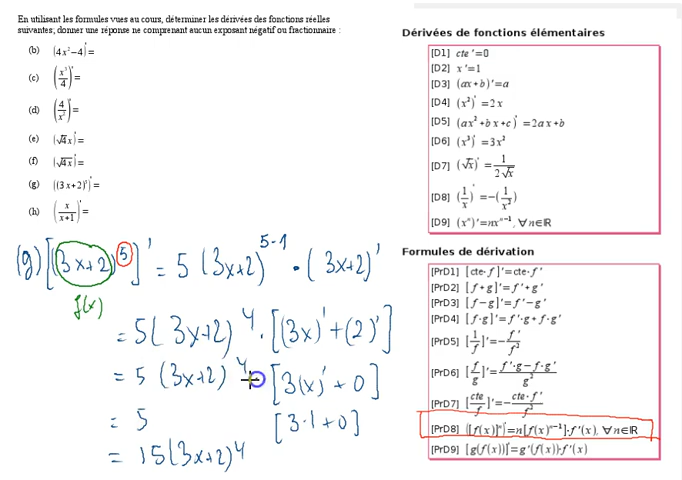 En utilisant les formules vues au cours, déterminer les dérivées des fonctions réelles
suivantes; donner une réponse ne comprenant aucun exposant négatif ou fractionnaire :
(b) (4x²−4)'=
(c) (x³/4)'=
(d) (4/x³)'=
(e) (√4x)'=
(f) (√4x)'=
(g) ((3x+2)⁵)'=
(h) (x/(x+1))'=
(g) [(3x+2)⁵]' = 5(3x+2)⁵⁻¹ · (3x+2)'
f(x)
= 5(3x+2)⁴ · [(3x)'+(2)']
= 5(3x+2)⁴ [3(x)'+0]
= 5 [3·1+0]
= 15(3x+2)⁴
Dérivées de fonctions élémentaires
[D1] cte'=0
[D2] x'=1
[D3] (ax+b)'=a
[D4] (x²)'=2x
[D5] (ax²+bx+c)'=2ax+b
[D6] (x³)'=3x²
[D7] (√x)'=1/(2√x)
[D8] (1/x)'=−(1/x²)
[D9] (xⁿ)'=nxⁿ⁻¹, ∀n∈ℝ
Formules de dérivation
[PrD1] [cte·f]'=cte·f'
[PrD2] [f+g]'=f'+g'
[PrD3] [f−g]'=f'−g'
[PrD4] [f·g]'=f'·g+f·g'
[PrD5] [1/f]'=−f'/f²
[PrD6] [f/g]'=(f'·g−f·g')/g²
[PrD7] [cte/f]'=−(cte·f')/f²
[PrD8] ([f(x)]ⁿ)'=n[f(x)ⁿ⁻¹]·f'(x), ∀n∈ℝ
[PrD9] [g(f(x))]'=g'(f(x))·f'(x)